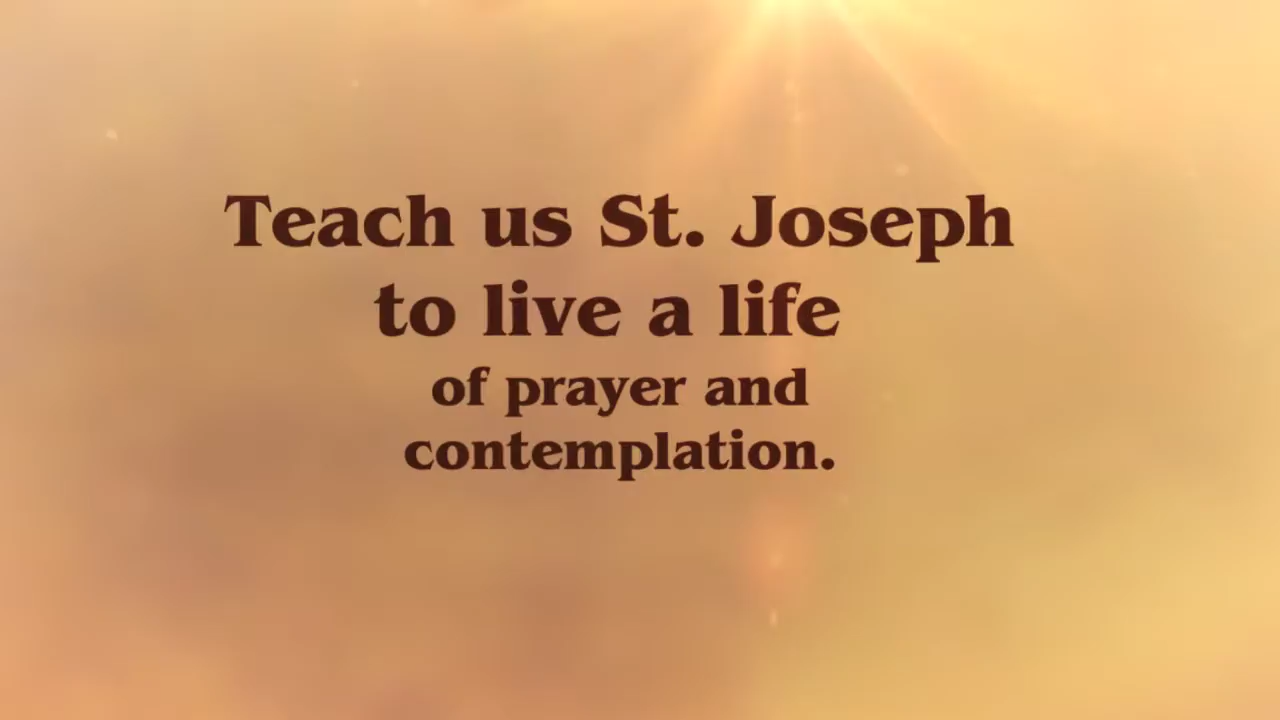 Teach us St. Joseph
to live a life
of prayer and
contemplation.